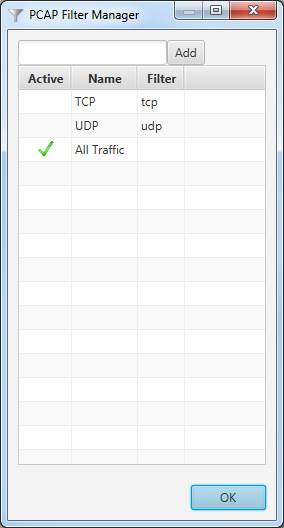 PCAP Filter Manager
Add
Active Name Filter
TCP tcp
UDP udp
All Traffic
OK